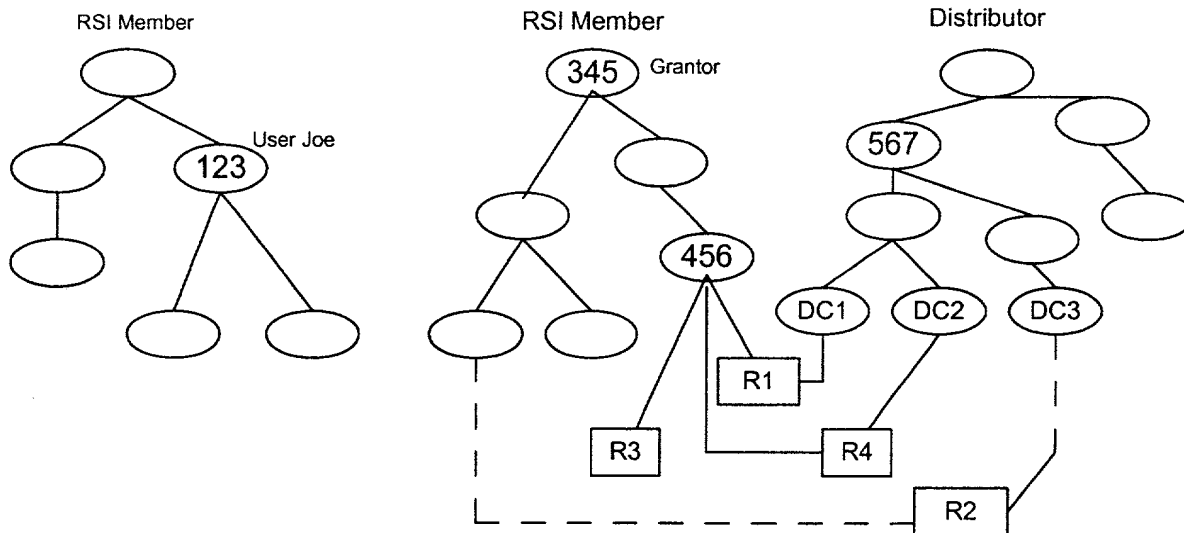 RSI Member
RSI Member
Distributor
345
Grantor
User Joe
123
567
456
DC1
DC2
DC3
R1
R3
R4
R2